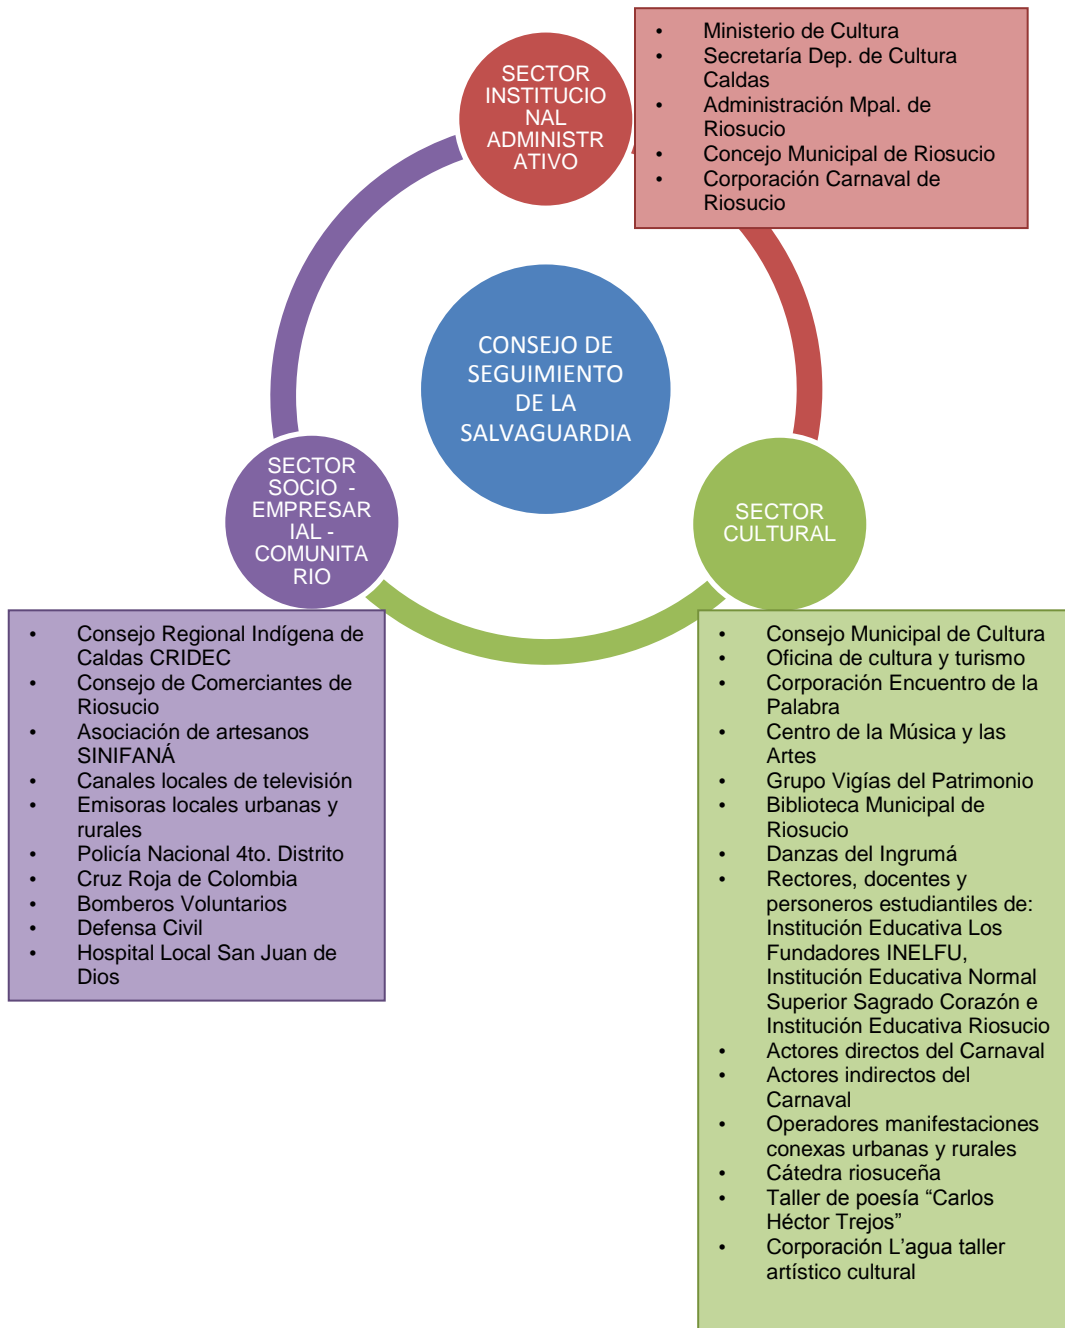 SECTOR
INSTITUCIO
NAL
ADMINISTR
ATIVO
• Ministerio de Cultura
• Secretaría Dep. de Cultura
Caldas
• Administración Mpal. de
Riosucio
• Concejo Municipal de Riosucio
• Corporación Carnaval de
Riosucio
CONSEJO DE
SEGUIMIENTO
DE LA
SALVAGUARDIA
SECTOR
SOCIO -
EMPRESAR
IAL -
COMUNITA
RIO
SECTOR
CULTURAL
• Consejo Regional Indígena de
Caldas CRIDEC
• Consejo de Comerciantes de
Riosucio
• Asociación de artesanos
SINIFANÁ
• Canales locales de televisión
• Emisoras locales urbanas y
rurales
• Policía Nacional 4to. Distrito
• Cruz Roja de Colombia
• Bomberos Voluntarios
• Defensa Civil
• Hospital Local San Juan de
Dios
• Consejo Municipal de Cultura
• Oficina de cultura y turismo
• Corporación Encuentro de la
Palabra
• Centro de la Música y las
Artes
• Grupo Vigías del Patrimonio
• Biblioteca Municipal de
Riosucio
• Danzas del Ingrumá
• Rectores, docentes y
personeros estudiantiles de:
Institución Educativa Los
Fundadores INELFU,
Institución Educativa Normal
Superior Sagrado Corazón e
Institución Educativa Riosucio
• Actores directos del Carnaval
• Actores indirectos del
Carnaval
• Operadores manifestaciones
conexas urbanas y rurales
• Cátedra riosuceña
• Taller de poesía “Carlos
Héctor Trejos”
• Corporación L’agua taller
artístico cultural